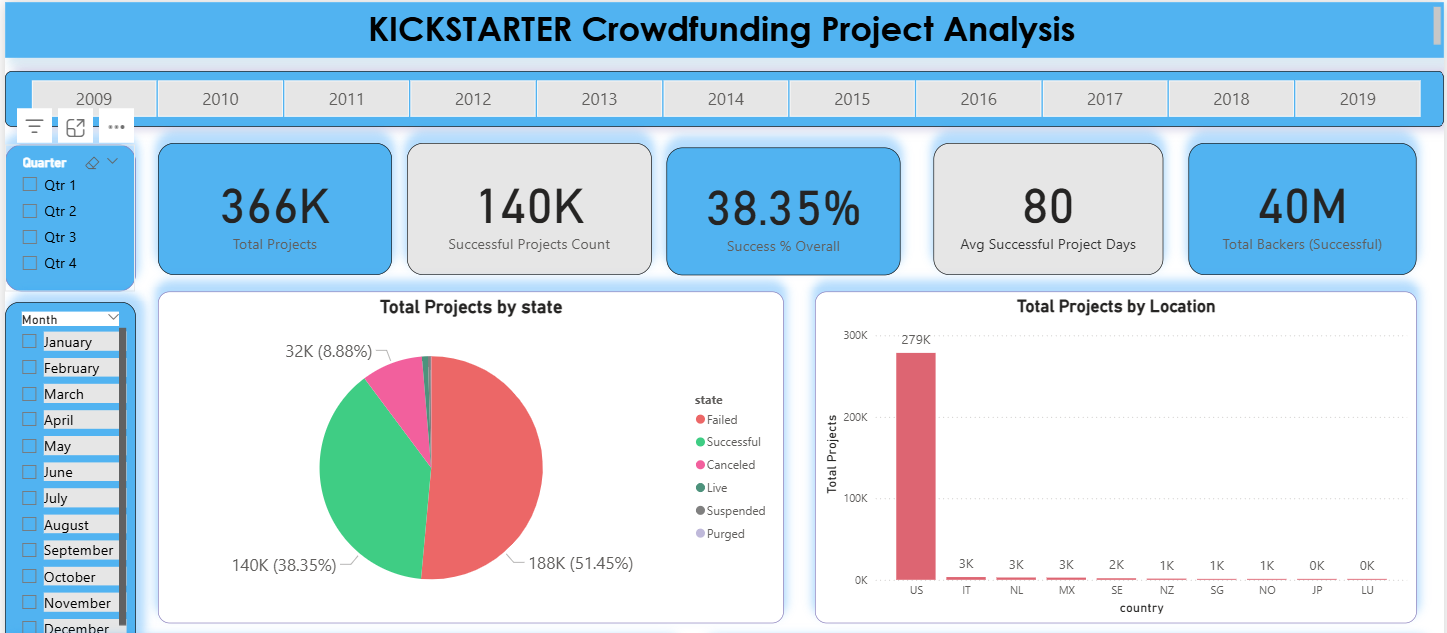 KICKSTARTER Crowdfunding Project Analysis
2009 2010 2011 2012 2013 2014 2015 2016 2017 2018 2019
Quarter
Qtr 1
Qtr 2
Qtr 3
Qtr 4
366K
Total Projects
140K
Successful Projects Count
38.35%
Success % Overall
80
Avg Successful Project Days
40M
Total Backers (Successful)
Month
January
February
March
April
May
June
July
August
September
October
November
December
Total Projects by state
32K (8.88%)
140K (38.35%)
188K (51.45%)
state
Failed
Successful
Canceled
Live
Suspended
Purged
Total Projects by Location
Total Projects
300K
200K
100K
0K
279K 3K 3K 3K 2K 1K 1K 1K 0K 0K
US IT NL MX SE NZ SG NO JP LU
country